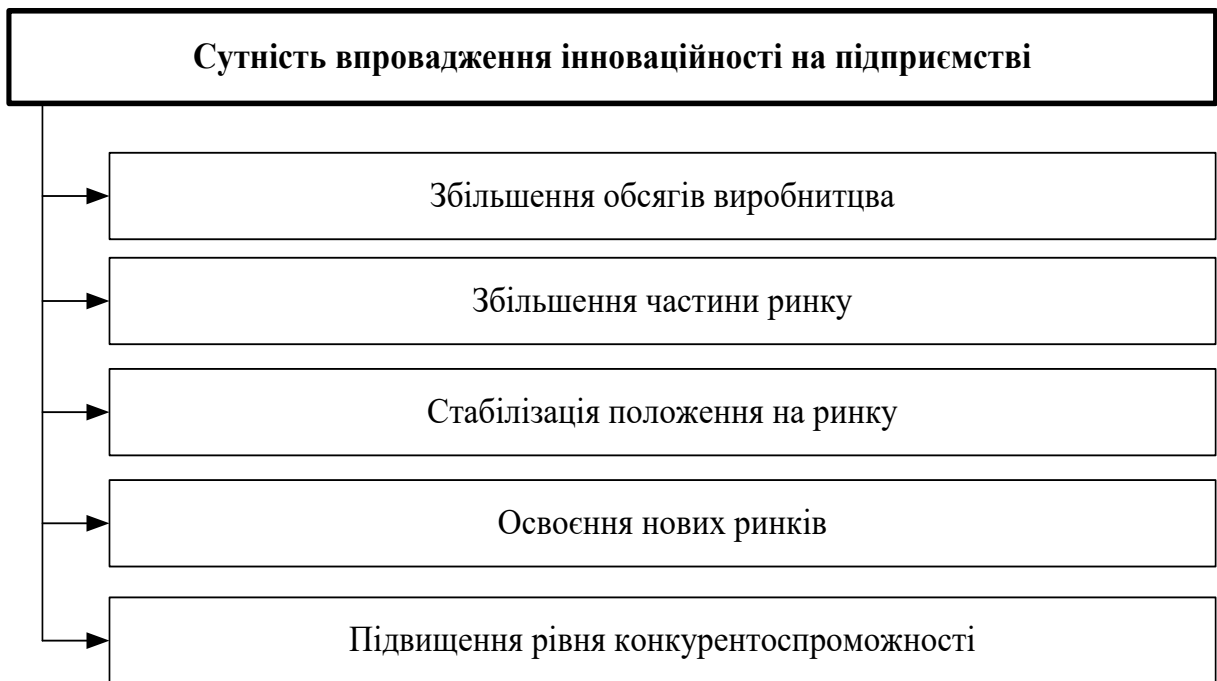 Сутність впровадження інноваційності на підприємстві
Збільшення обсягів виробнитцва
Збільшення частини ринку
Стабілізація положення на ринку
Освоєння нових ринків
Підвищення рівня конкурентоспроможності